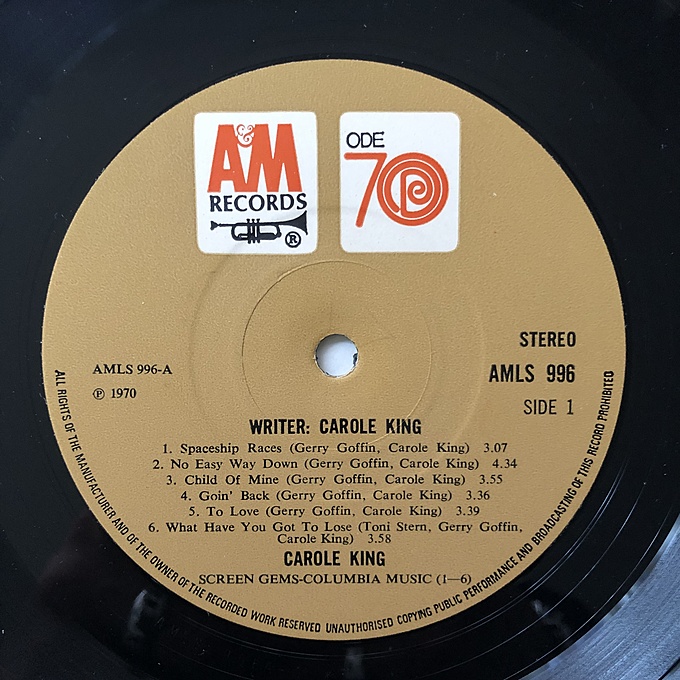 A&M
RECORDS
®
ODE
70
STEREO
AMLS 996-A
AMLS 996
℗ 1970
SIDE 1
WRITER: CAROLE KING
1. Spaceship Races (Gerry Goffin, Carole King) 3.07
2. No Easy Way Down (Gerry Goffin, Carole King) 4.34
3. Child Of Mine (Gerry Goffin, Carole King) 3.55
4. Goin' Back (Gerry Goffin, Carole King) 3.36
5. To Love (Gerry Goffin, Carole King) 3.39
6. What Have You Got To Lose (Toni Stern, Gerry Goffin,
Carole King) 3.58
CAROLE KING
SCREEN GEMS-COLUMBIA MUSIC (1—6)
ALL RIGHTS OF THE MANUFACTURER AND OF THE OWNER OF THE RECORDED WORK RESERVED UNAUTHORISED COPYING PUBLIC PERFORMANCE AND BROADCASTING OF THIS RECORD PROHIBITED